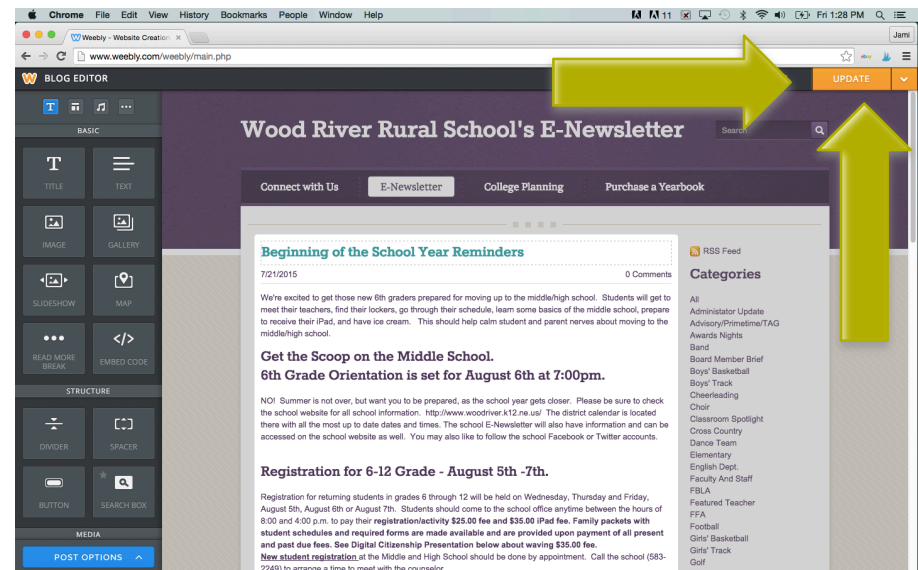 Chrome File Edit View History Bookmarks People Window Help 11 Fri 1:28 PM
Weebly - Website Creation Jami
www.weebly.com/weebly/main.php ebay
BLOG EDITOR UPDATE
T
BASIC
T
TITLE TEXT
IMAGE GALLERY
SLIDESHOW MAP
</>
READ MORE BREAK EMBED CODE
STRUCTURE
DIVIDER SPACER
BUTTON SEARCH BOX
MEDIA
POST OPTIONS
Wood River Rural School's E-Newsletter
Search
Connect with Us E-Newsletter College Planning Purchase a Yearbook
Beginning of the School Year Reminders
7/21/2015 0 Comments
We're excited to get those new 6th graders prepared for moving up to the middle/high school. Students will get to
meet their teachers, find their lockers, go through their schedule, learn some basics of the middle school, prepare
to receive their iPad, and have ice cream. This should help calm student and parent nerves about moving to the
middle/high school.
Get the Scoop on the Middle School.
6th Grade Orientation is set for August 6th at 7:00pm.
NO! Summer is not over, but want you to be prepared, as the school year gets closer. Please be sure to check
the school website for all school information. http://www.woodriver.k12.ne.us/ The district calendar is located
there with all the most up to date dates and times. The school E-Newsletter will also have information and can be
accessed on the school website as well. You may also like to follow the school Facebook or Twitter accounts.
Registration for 6-12 Grade - August 5th -7th.
Registration for returning students in grades 6 through 12 will be held on Wednesday, Thursday and Friday,
August 5th, August 6th or August 7th. Students should come to the school office anytime between the hours of
8:00 and 4:00 p.m. to pay their registration/activity $25.00 fee and $35.00 iPad fee. Family packets with
student schedules and required forms are made available and are provided upon payment of all present
and past due fees. See Digital Citizenship Presentation below about waving $35.00 fee.
New student registration at the Middle and High School should be done by appointment. Call the school (583-
2249) to arrange a time to meet with the counselor.
RSS Feed
Categories
All
Administator Update
Advisory/Primetime/TAG
Awards Nights
Band
Board Member Brief
Boys' Basketball
Boys' Track
Cheerleading
Choir
Classroom Spotlight
Cross Country
Dance Team
Elementary
English Dept.
Faculty And Staff
FBLA
Featured Teacher
FFA
Football
Girls' Basketball
Girls' Track
Golf